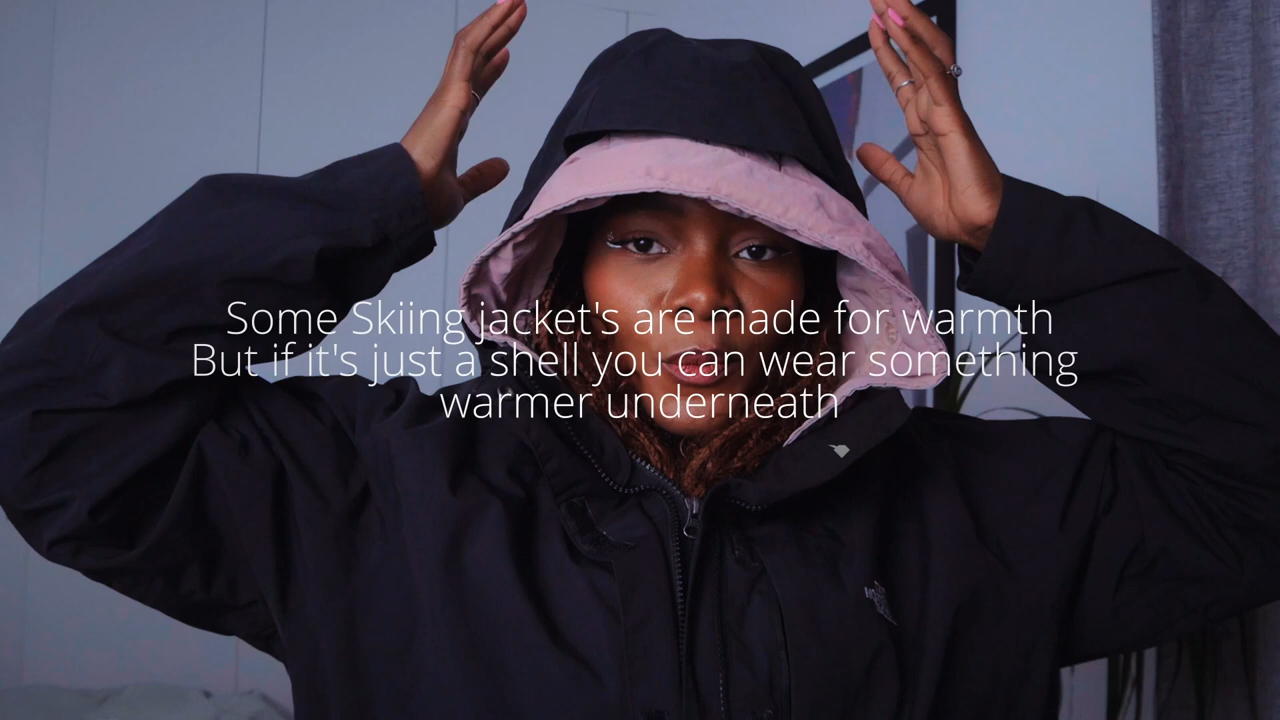 Some Skiing jacket's are made for warmth
But if it's just a shell you can wear something
warmer underneath